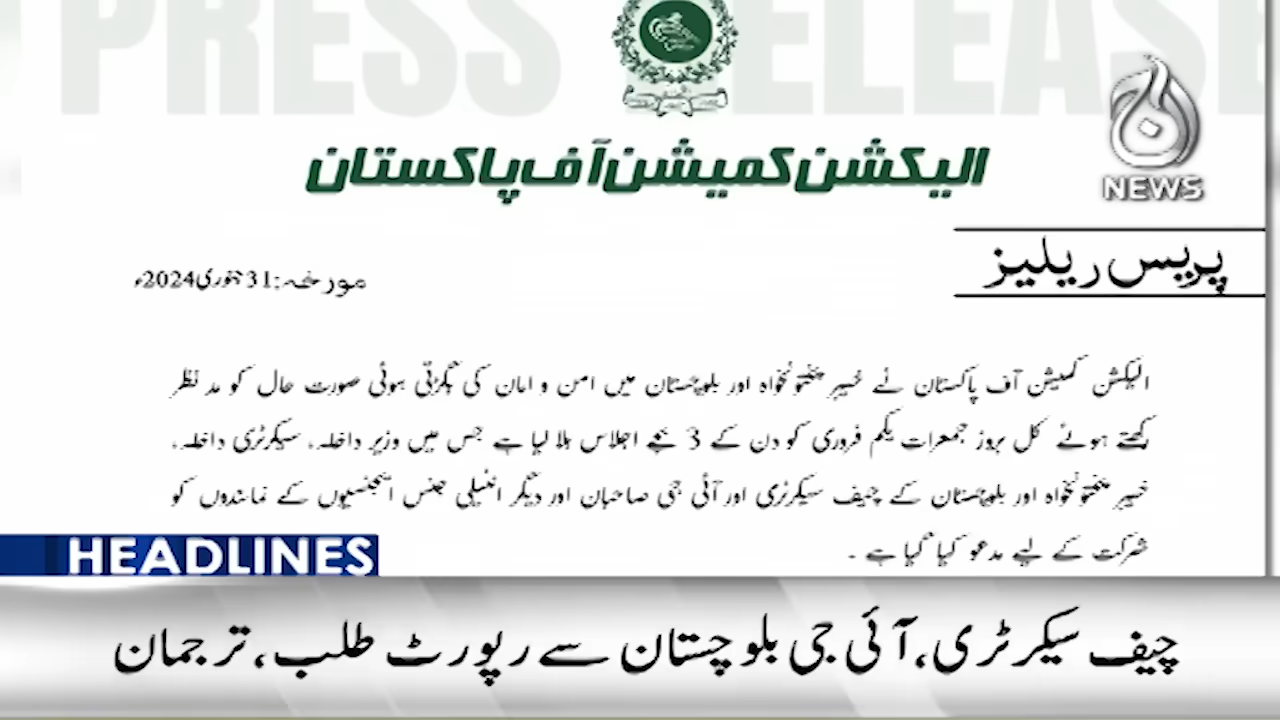 PRESS RELEASE
الیکشن کمیشن آف پاکستان
NEWS
پریس ریلیز
مورخہ:31 جنوری2024ء
الیکشن کمیشن آف پاکستان نے خیبر پختونخواہ اور بلوچستان میں امن و امان کی بگڑتی ہوئی صورت حال کو مد نظر
رکھتے ہوئے کل بروز جمعرات یکم فروری کو دن کے 3 بجے اجلاس بلا لیا ہے جس میں وزیر داخلہ، سیکرٹری داخلہ،
خیبر پختونخواہ اور بلوچستان کے چیف سیکرٹری اور آئی جی صاحبان اور دیگر انٹیلی جنس ایجنسیوں کے نمائندوں کو
شرکت کے لیے مدعو کیا گیا ہے ۔
HEADLINES
چیف سیکرٹری، آئی جی بلوچستان سے رپورٹ طلب، ترجمان